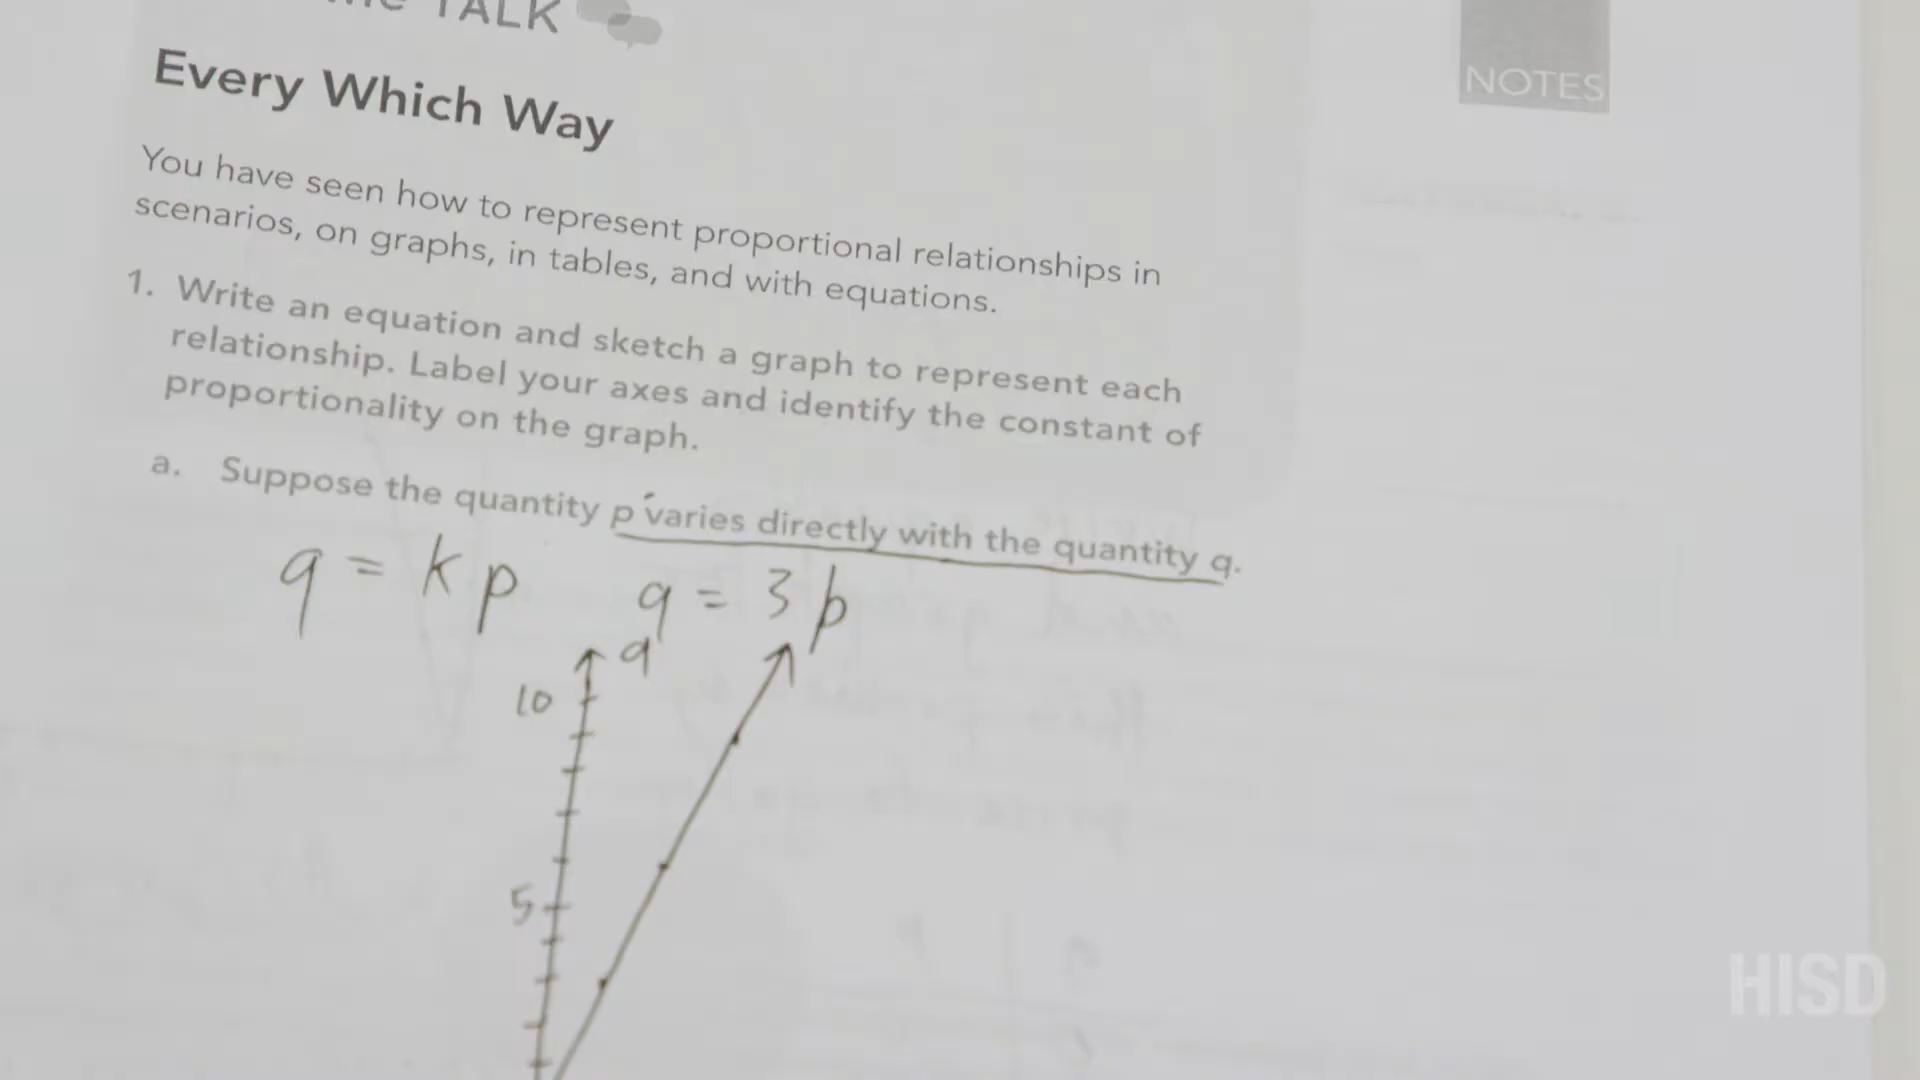 TALK
NOTES
Every Which Way
You have seen how to represent proportional relationships in
scenarios, on graphs, in tables, and with equations.
1. Write an equation and sketch a graph to represent each
relationship. Label your axes and identify the constant of
proportionality on the graph.
a. Suppose the quantity p varies directly with the quantity q.
q = k p q = 3 p
q
10
5
HISD